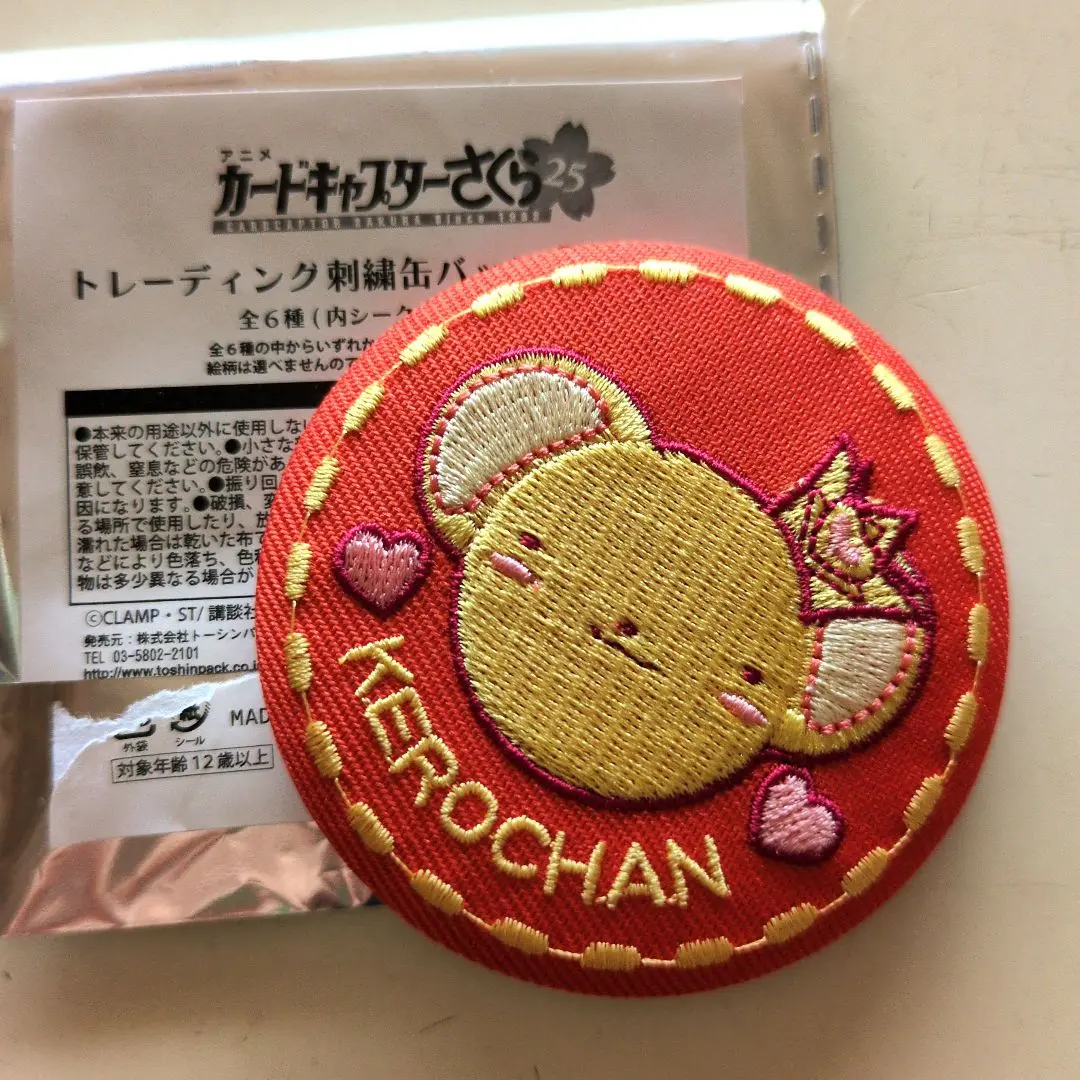 アニメ
カードキャプターさくら 25
CARDCAPTOR SAKURA SINCE 1998
トレーディング刺繍缶バッ
全6種(内シーク
全6種の中からいずれか
絵柄は選べませんので
●本来の用途以外に使用しな
保管してください。●小さな
誤飲、窒息などの危険があ
意してください。●振り回
因になります。●破損、変
る場所で使用したり、放
濡れた場合は乾いた布で
などにより色落ち、色
物は多少異なる場合が
©CLAMP・ST/講談社
発売元:株式会社トーシンパ
TEL 03-5802-2101
http://www.toshinpack.co.j
MAD
外袋 シール
対象年齢12歳以上
KEROCHAN